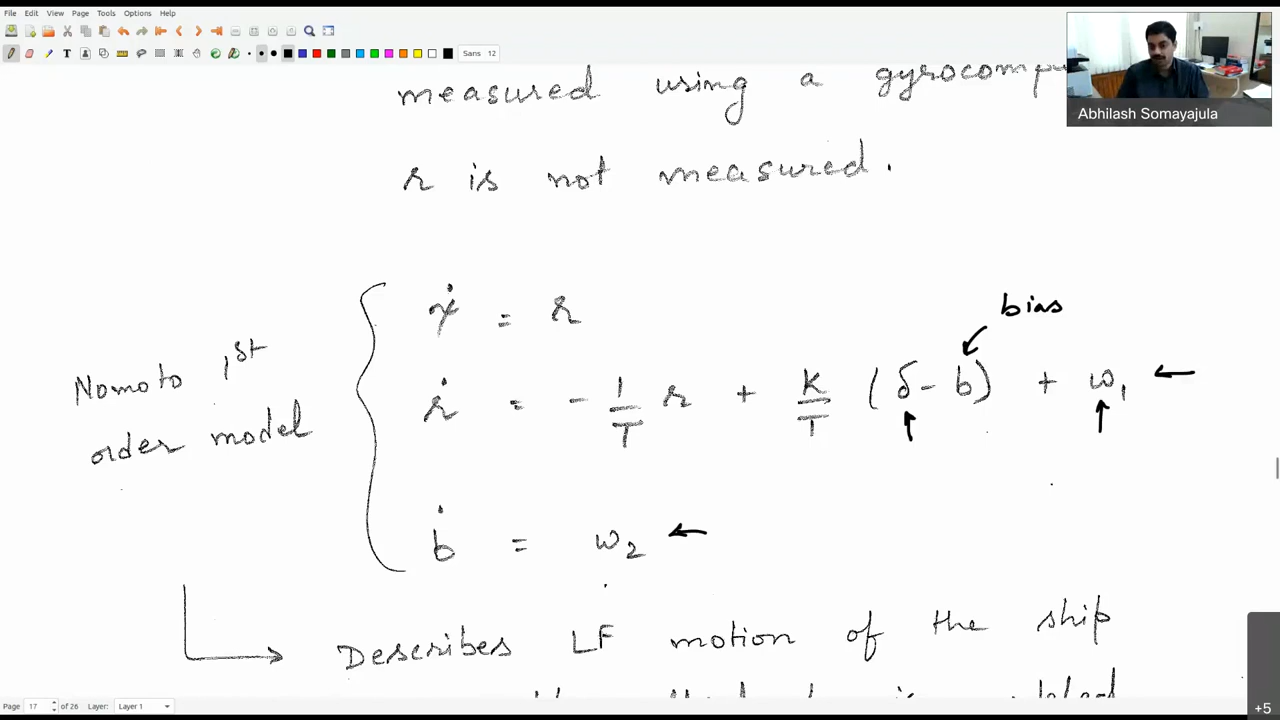 File Edit View Page Tools Options Help
Sans 12
Abhilash Somayajula
measured using a
r is not measured.
bias
Nomoto 1st
order model
ψ̇ = r
ṙ = - 1/T r + K/T (δ - b) + w₁
ḃ = w₂
Describes LF motion of the ship
Page 17 of 26 Layer: Layer 1
+5